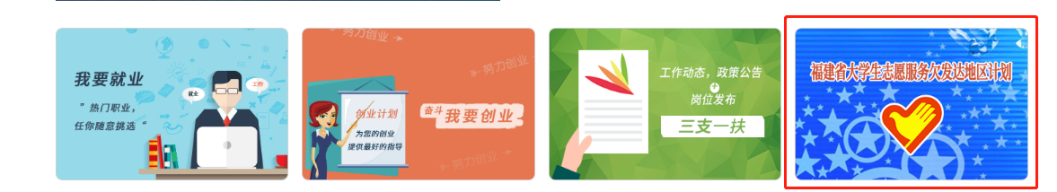 我要就业
"热门职业，
任你随意挑选"
就业
工作
努力创业
努力创业
创业计划
为您的创业
提供最好的指导
奋斗
我要创业
努力创业
工作动态，政策公告
+
岗位发布
三支一扶
福建省大学生志愿服务欠发达地区计划